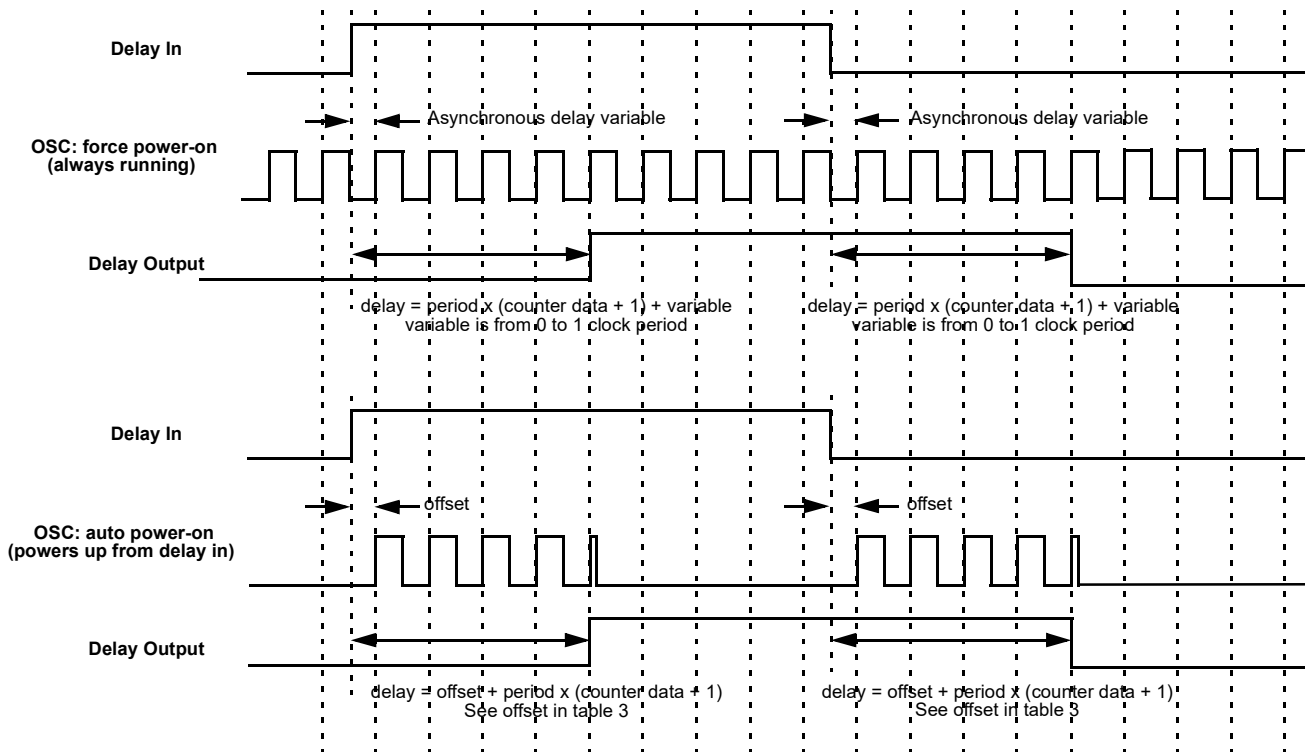 Delay In
Asynchronous delay variable
Asynchronous delay variable
OSC: force power-on
(always running)
Delay Output
delay = period x (counter data + 1) + variable
variable is from 0 to 1 clock period
delay = period x (counter data + 1) + variable
variable is from 0 to 1 clock period
Delay In
offset
offset
OSC: auto power-on
(powers up from delay in)
Delay Output
delay = offset + period x (counter data + 1)
See offset in table 3
delay = offset + period x (counter data + 1)
See offset in table 3